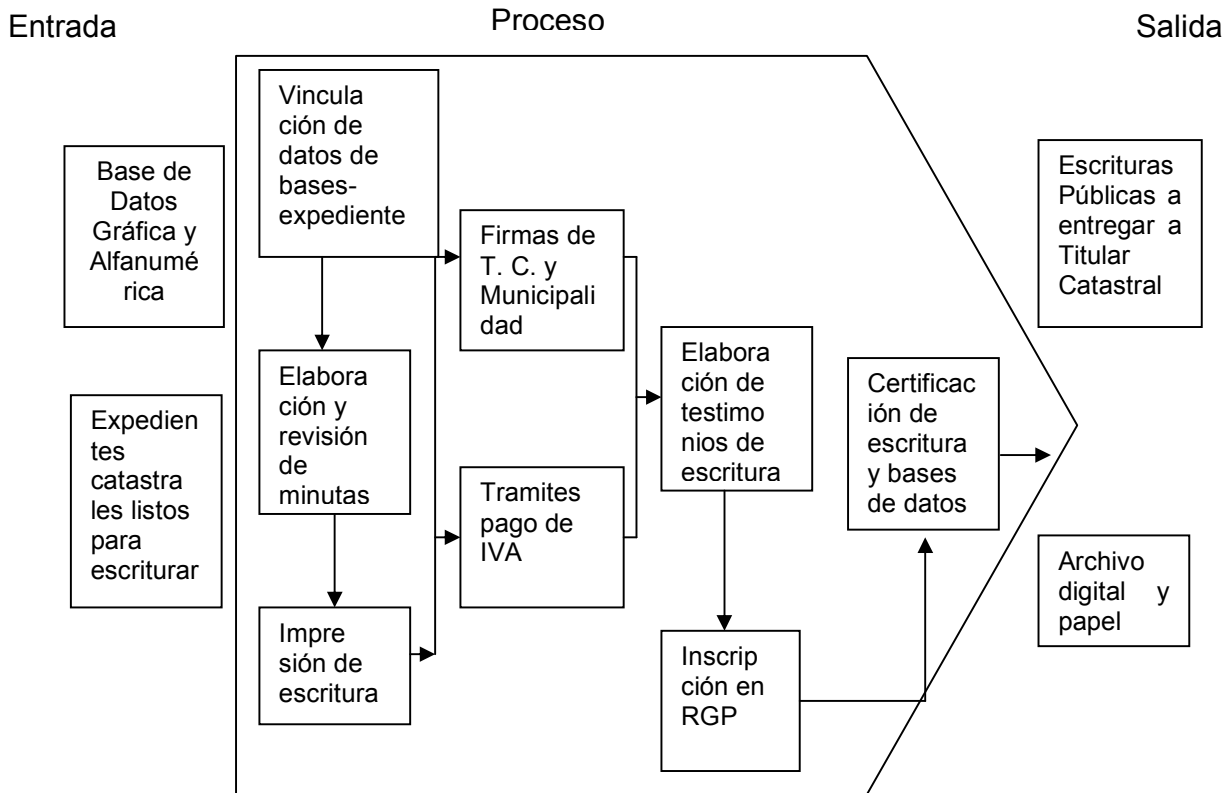 Entrada
Proceso
Salida
Base de
Datos
Gráfica y
Alfanumé
rica
Expedien
tes
catastra
les listos
para
escriturar
Vincula
ción de
datos de
bases-
expediente
Elabora
ción y
revisión
de
minutas
Impre
sión de
escritura
Firmas de
T. C. y
Municipali
dad
Tramites
pago de
IVA
Elabora
ción de
testimo
nios de
escritura
Inscrip
ción en
RGP
Certificac
ión de
escritura
y bases
de datos
Escrituras
Públicas a
entregar a
Titular
Catastral
Archivo
digital y
papel